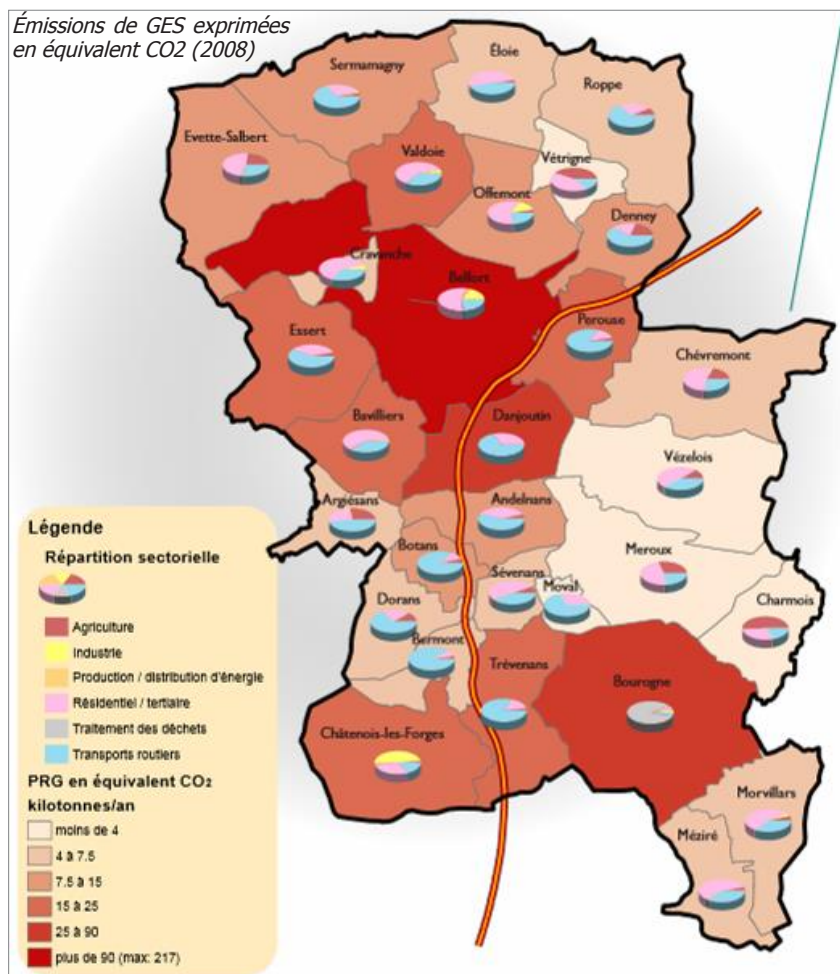 Émissions de GES exprimées
en équivalent CO2 (2008)
Éloie
Sermamagny
Roppe
Evette-Salbert
Valdoie
Vétrigne
Offemont
Denney
Cravanche
Belfort
Essert
Perouse
Chévremont
Bavilliers
Danjoutin
Vézelois
Argiésans
Andelnans
Botans
Sévenans
Meroux
Moval
Charmois
Dorans
Bermont
Trévenans
Bourogne
Châtenois-les-Forges
Morvillars
Méziré
Légende
Répartition sectorielle
Agriculture
Industrie
Production / distribution d'énergie
Résidentiel / tertiaire
Traitement des déchets
Transports routiers
PRG en équivalent CO2
kilotonnes/an
moins de 4
4 à 7.5
7.5 à 15
15 à 25
25 à 90
plus de 90 (max: 217)